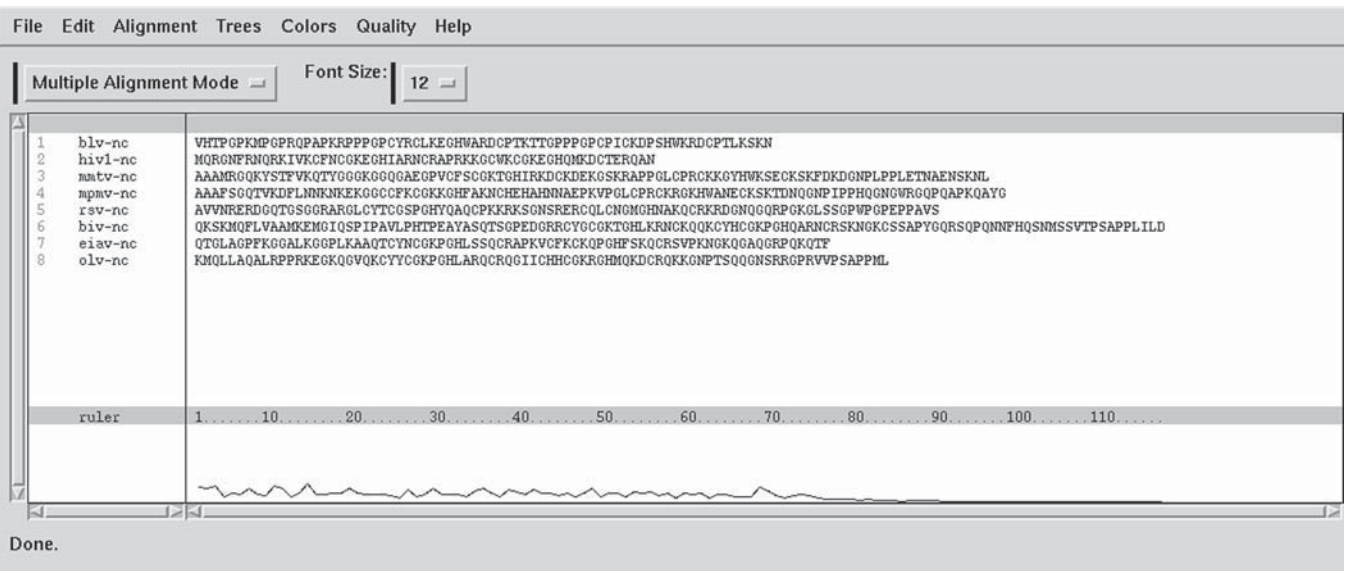 File Edit Alignment Trees Colors Quality Help
Multiple Alignment Mode Font Size: 12
1 blv-nc VHTPGPKMPGPRQPAPKRPPPGPCYRCLKEGHWARDCPTKTTGPPPGPCPICKDPSHWKRDCPTLKSKN
2 hiv1-nc MQRGNFRNQRKIVKCFNCGKEGHIARNCRAPRKKGCWKCGKEGHQMKDCTERQAN
3 mmtv-nc AAAMRGQKYSTFVKQTYGGGKGGQGAEGPVCFSCGKTGHIRKDCKDEKGSKRAPPGLCPRCKKGYHWKSECKSKFDKDGNPLPPLETNAENSKNL
4 mpmv-nc AAAFSGQTVKDFLNNKNKEKGGCCFKCGKKGHFAKNCHEHAHNNAEPKVPGLCPRCKRGKHWANECKSKTDNQGNPIPPHQGNGWRGQPQAPKQAYG
5 rsv-nc AVVNRERDGQTGSGGRARGLCYTCGSPGHYQAQCPKKRKSGNSRERCQLCNGMGHNAKQCRKRDGNQGQRPGKGLSSGPWPGPEPPAVS
6 biv-nc QKSKMQFLVAAMKEMGIQSPIPAVLPHTPEAYASQTSGPEDGRRCYGCGKTGHLKRNCKQQKCYHCGKPGHQARNCRSKNGKCSSAPYGQRSQPQNNFHQSNMSSVTPSAPPLILD
7 eiav-nc QTGLAGPFKGGALKGGPLKAAQTCYNCGKPGHLSSQCRAPKVCFKCKQPGHFSKQCRSVPKNGKQGAQGRPQKQTF
8 olv-nc KMQLLAQALRPPRKEGKQGVQKCYYCGKPGHLARQCRQGIICHHCGKRGHMQKDCRQKKGNPTSQQGNSRRGPRVVPSAPPML
ruler 1.......10........20........30........40........50........60........70........80........90........100.......110......
Done.